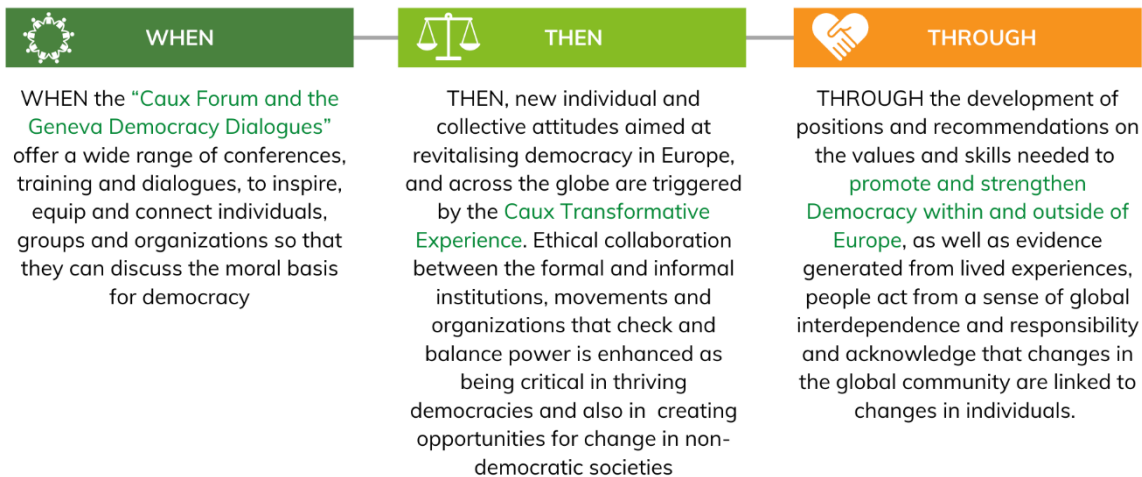 WHEN
WHEN the “Caux Forum and the
Geneva Democracy Dialogues”
offer a wide range of conferences,
training and dialogues, to inspire,
equip and connect individuals,
groups and organizations so that
they can discuss the moral basis
for democracy
THEN
THEN, new individual and
collective attitudes aimed at
revitalising democracy in Europe,
and across the globe are triggered
by the Caux Transformative
Experience. Ethical collaboration
between the formal and informal
institutions, movements and
organizations that check and
balance power is enhanced as
being critical in thriving
democracies and also in  creating
opportunities for change in non-
democratic societies
THROUGH
THROUGH the development of
positions and recommendations on
the values and skills needed to
promote and strengthen
Democracy within and outside of
Europe, as well as evidence
generated from lived experiences,
people act from a sense of global
interdependence and responsibility
and acknowledge that changes in
the global community are linked to
changes in individuals.